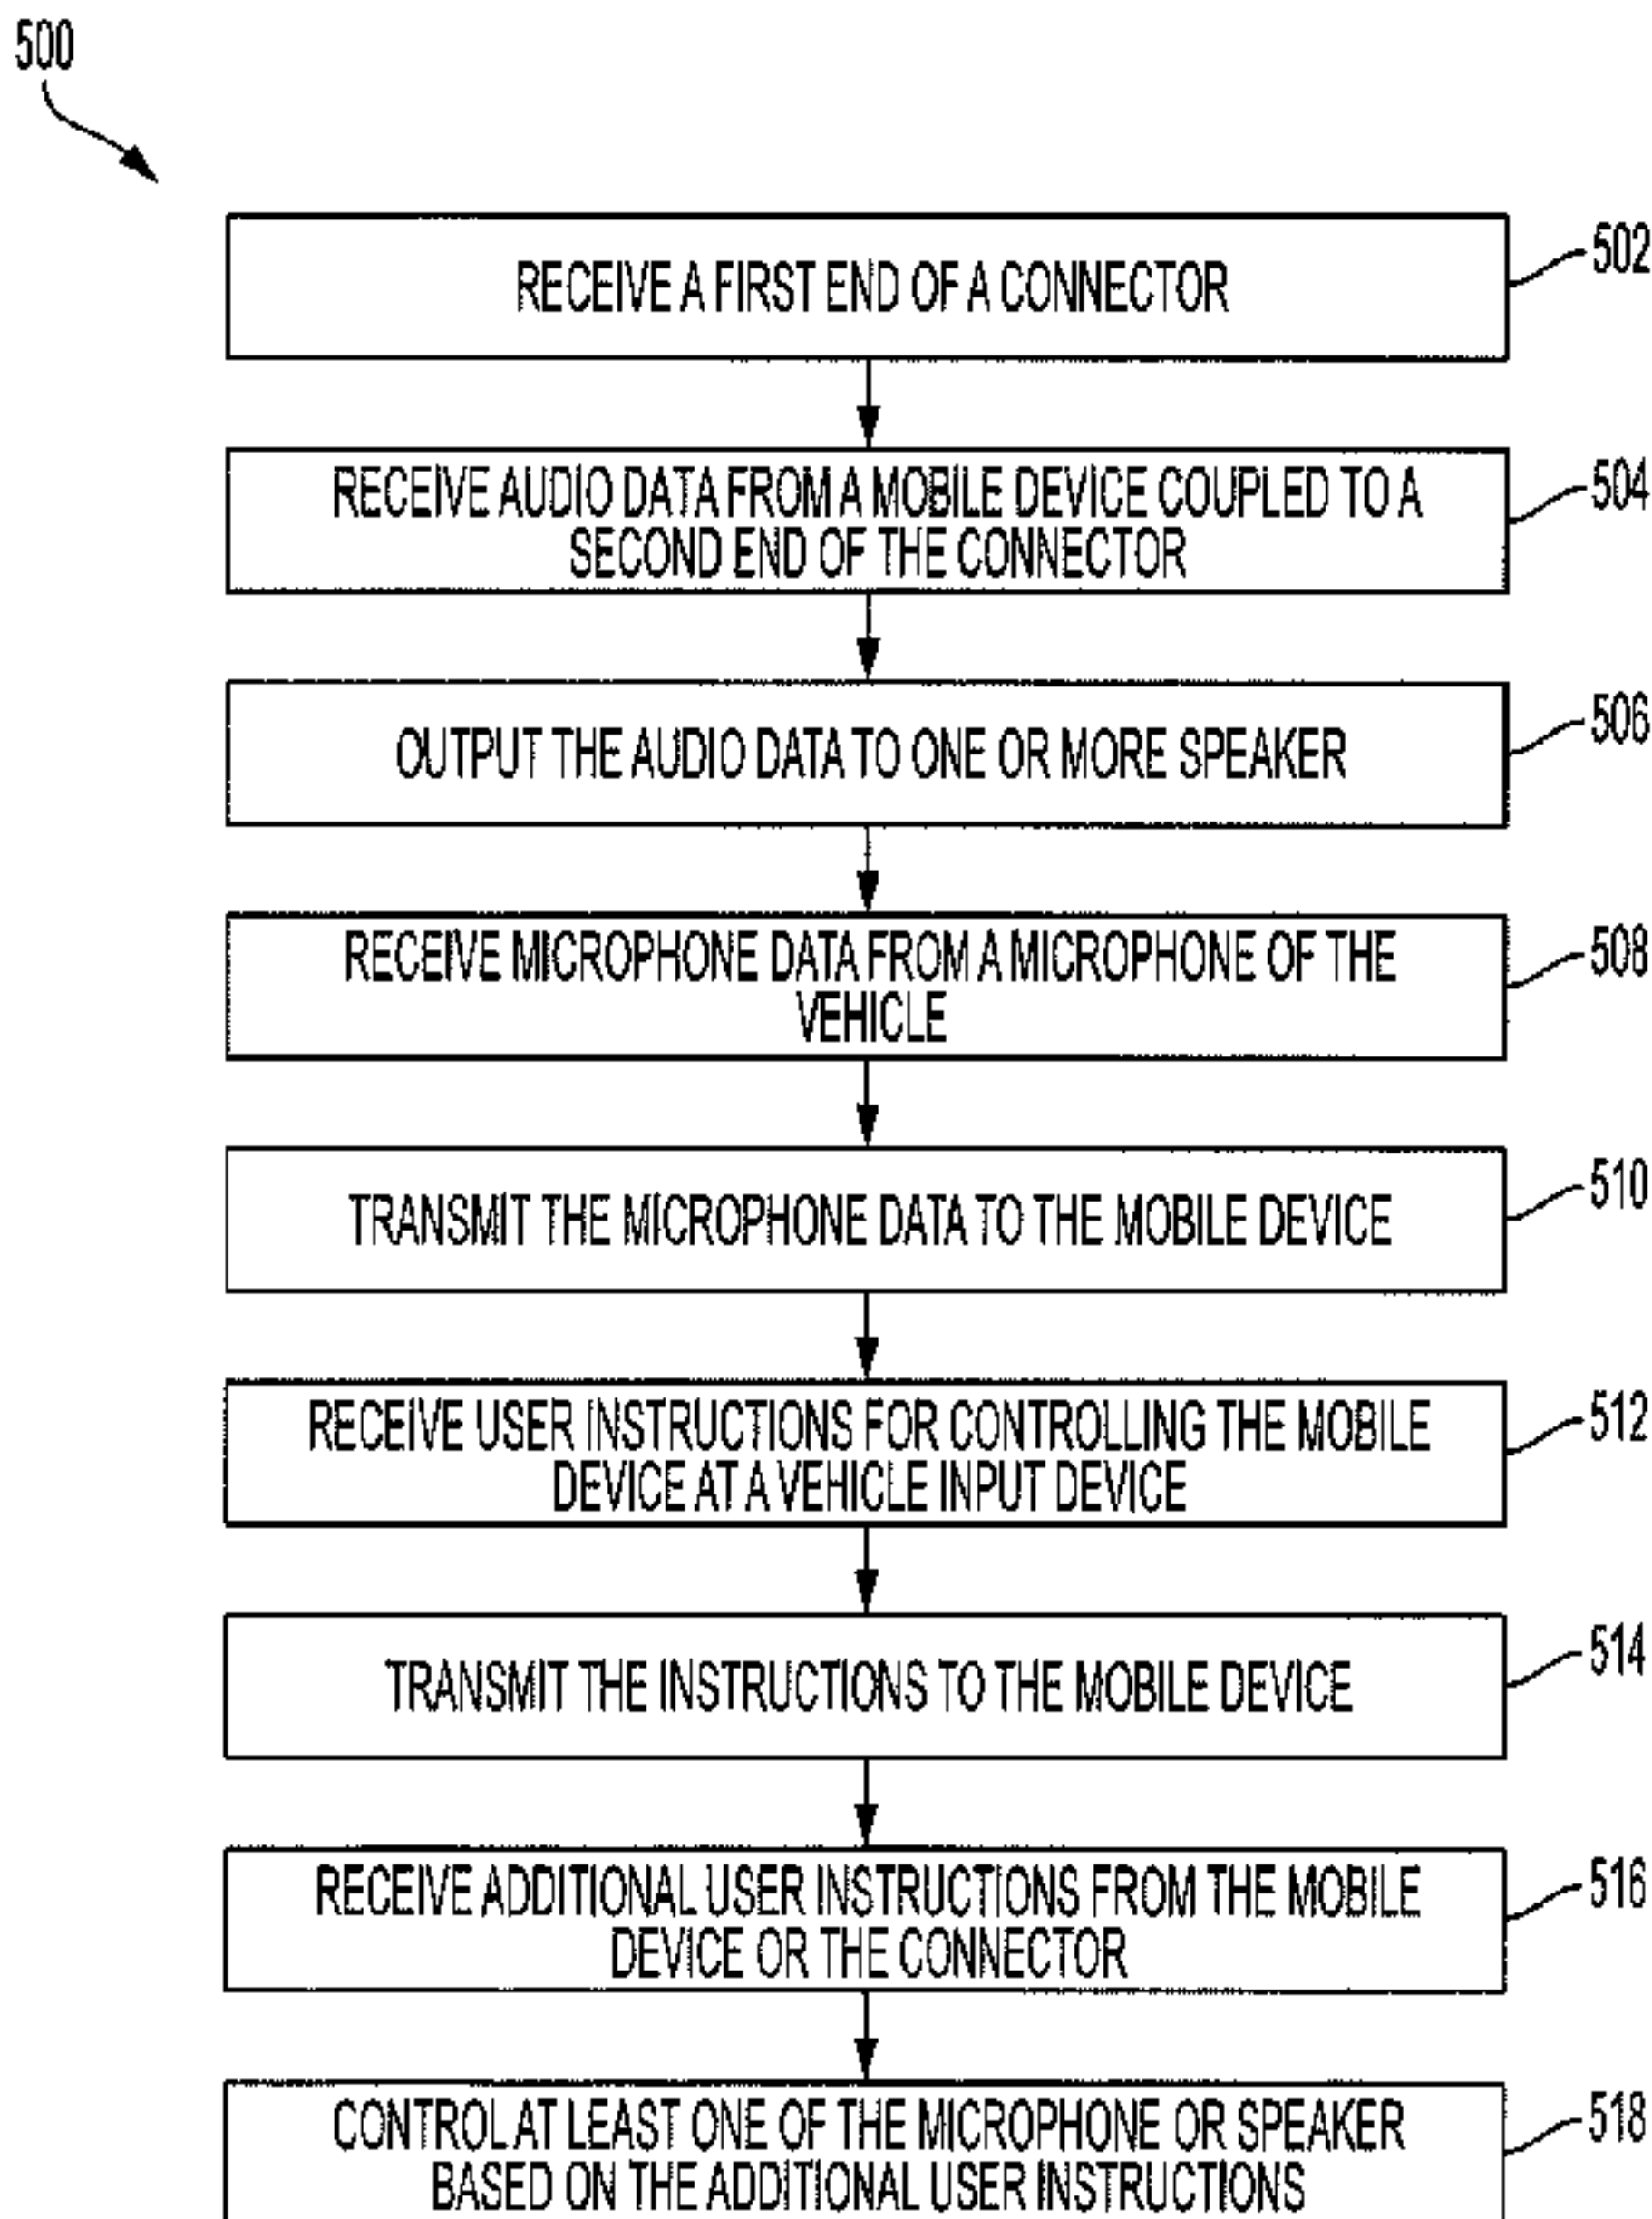 500
RECEIVE A FIRST END OF A CONNECTOR
502
RECEIVE AUDIO DATA FROM A MOBILE DEVICE COUPLED TO A
SECOND END OF THE CONNECTOR
504
OUTPUT THE AUDIO DATA TO ONE OR MORE SPEAKER
506
RECEIVE MICROPHONE DATA FROM A MICROPHONE OF THE
VEHICLE
508
TRANSMIT THE MICROPHONE DATA TO THE MOBILE DEVICE
510
RECEIVE USER INSTRUCTIONS FOR CONTROLLING THE MOBILE
DEVICE AT A VEHICLE INPUT DEVICE
512
TRANSMIT THE INSTRUCTIONS TO THE MOBILE DEVICE
514
RECEIVE ADDITIONAL USER INSTRUCTIONS FROM THE MOBILE
DEVICE OR THE CONNECTOR
516
CONTROL AT LEAST ONE OF THE MICROPHONE OR SPEAKER
BASED ON THE ADDITIONAL USER INSTRUCTIONS
518